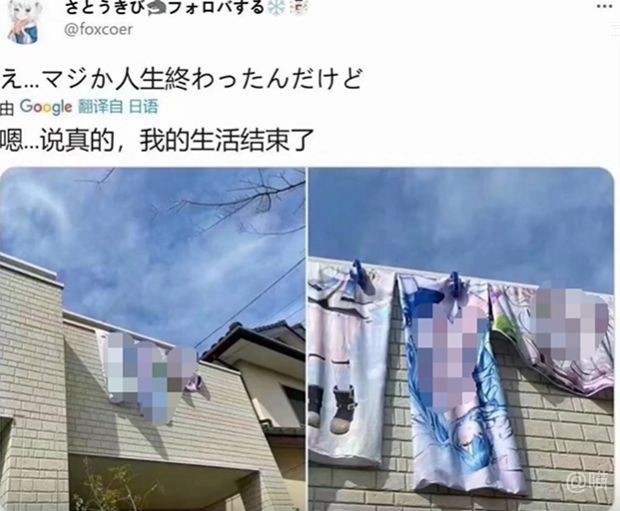 さとうきび🦈フォロバする❄️
@foxcoer
え...マジか人生終わったんだけど
由 Google 翻译自 日语
嗯...说真的，我的生活结束了